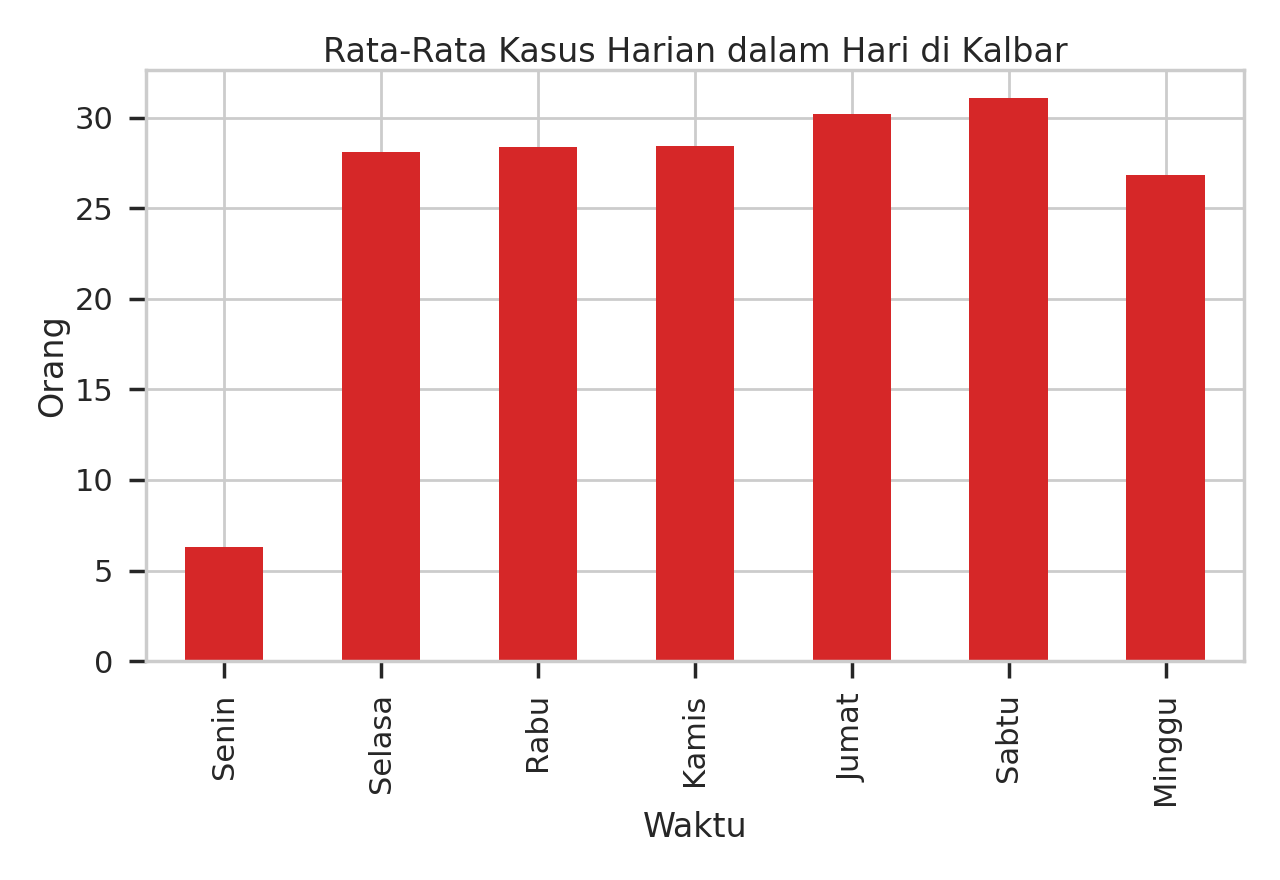 Rata-Rata Kasus Harian dalam Hari di Kalbar
Orang
30
25
20
15
10
5
0
Senin
Selasa
Rabu
Kamis
Jumat
Sabtu
Minggu
Waktu